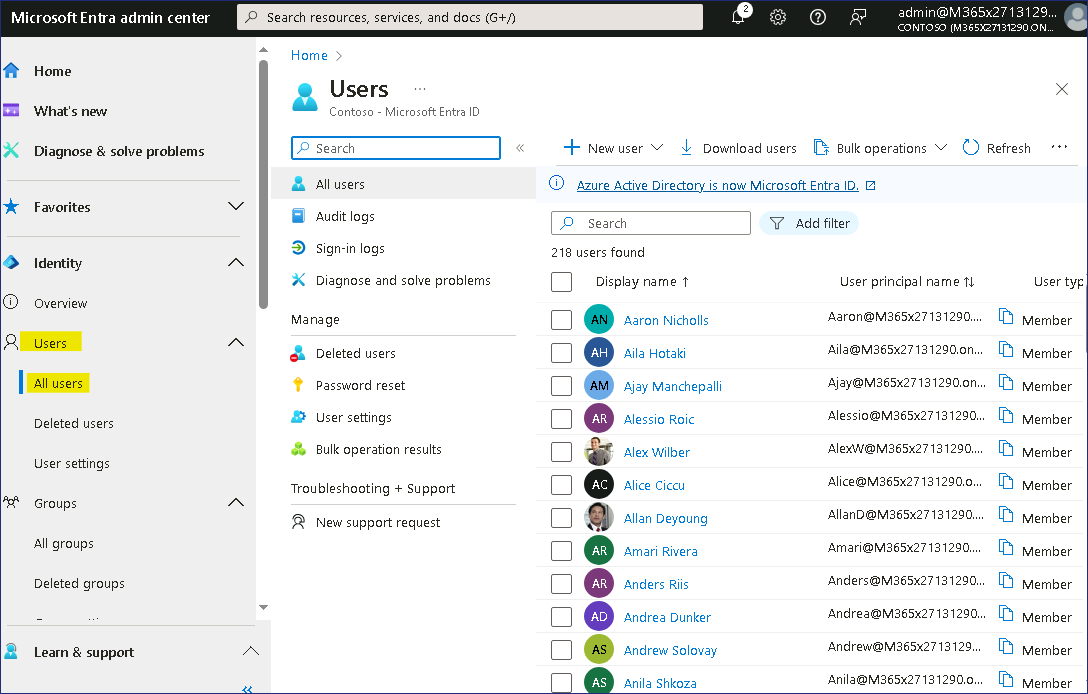 Microsoft Entra admin center
Search resources, services, and docs (G+/)
2
admin@M365x27131290...
CONTOSO (M365X27131290.ON...
Home
What's new
Diagnose & solve problems
Favorites
Identity
Overview
Users
All users
Deleted users
User settings
Groups
All groups
Deleted groups
Learn & support
Home
Users
...
Contoso - Microsoft Entra ID
Search
All users
Audit logs
Sign-in logs
Diagnose and solve problems
Manage
Deleted users
Password reset
User settings
Bulk operation results
Troubleshooting + Support
New support request
New user
Download users
Bulk operations
Refresh
...
Azure Active Directory is now Microsoft Entra ID.
Search
Add filter
218 users found
Display name ↑ User principal name ↑↓ User typ
AN Aaron Nicholls Aaron@M365x27131290.... Member
AH Aila Hotaki Aila@M365x27131290.on... Member
AM Ajay Manchepalli Ajay@M365x27131290.on... Member
AR Alessio Roic Alessio@M365x27131290.... Member
Alex Wilber AlexW@M365x27131290.... Member
AC Alice Ciccu Alice@M365x27131290.o... Member
Allan Deyoung AllanD@M365x27131290.... Member
AR Amari Rivera Amari@M365x27131290.... Member
AR Anders Riis Anders@M365x27131290.... Member
AD Andrea Dunker Andrea@M365x27131290.... Member
AS Andrew Solovay Andrew@M365x27131290.... Member
AS Anila Shkoza Anila@M365x27131290.o... Member